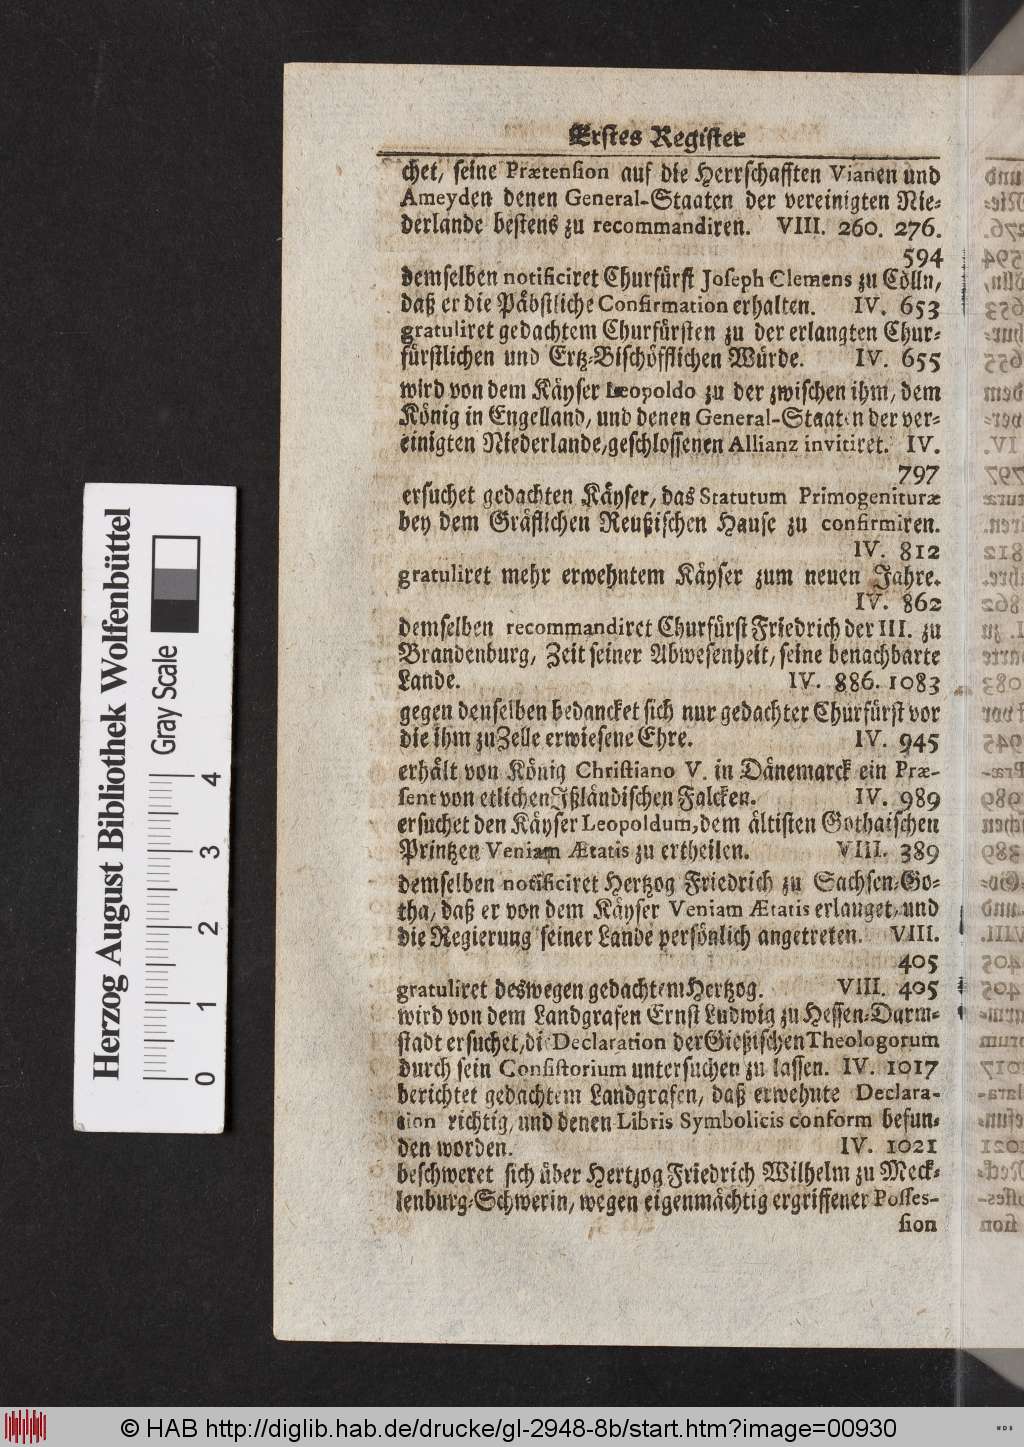 Erstes Register
chet, seine Prætension auf die Herrschafften Vianen und
Ameyden denen General-Staaten der vereinigten Nie-
derlande bestens zu recommandiren. VIII. 260. 276.
594
demselben notificiret Churfürst Joseph Clemens zu Cölln,
daß er die Päbstliche Confirmation erhalten. IV. 653
gratuliret gedachtem Churfürsten zu der erlangten Chur-
fürstlichen und Ertz-Bischöfflichen Würde. IV. 655
wird von dem Käyser Leopoldo zu der zwischen ihm, dem
König in Engelland, und denen General-Staaten der ver-
einigten Niederlande, geschlossenen Allianz invitiret. IV.
797
ersuchet gedachten Käyser, das Statutum Primogenituræ
bey dem Gräflichen Reußischen Hause zu confirmiren.
IV. 812
gratuliret mehr erwehntem Käyser zum neuen Jahre.
IV. 862
demselben recommandiret Churfürst Friedrich der III. zu
Brandenburg, Zeit seiner Abwesenheit, seine benachbarte
Lande. IV. 886. 1083
gegen denselben bedancket sich nur gedachter Churfürst vor
die ihm zu Zelle erwiesene Ehre. IV. 945
erhält von König Christiano V. in Dänemarck ein Præ-
sent von etlichen Ißländischen Falcken. IV. 989
ersuchet den Käyser Leopoldum, dem ältisten Gothaischen
Printzen Veniam Ætatis zu ertheilen. VIII. 389
demselben notificiret Hertzog Friedrich zu Sachsen-Go-
tha, daß er von dem Käyser Veniam Ætatis erlanget, und
die Regierung seiner Lande persönlich angetreten. VIII.
405
gratuliret deswegen gedachtem Hertzog. VIII. 405
wird von dem Landgrafen Ernst Ludwig zu Hessen-Darm-
stadt ersuchet, die Declaration der Gießischen Theologorum
durch sein Consistorium untersuchen zu lassen. IV. 1017
berichtet gedachtem Landgrafen, daß erwehnte Declara-
tion richtig, und denen Libris Symbolicis conform befun-
den worden. IV. 1021
beschweret sich über Hertzog Friedrich Wilhelm zu Meck-
lenburg-Schwerin, wegen eigenmächtig ergriffener Posses-
sion
Herzog August Bibliothek Wolfenbüttel
Gray Scale
0 1 2 3 4
© HAB http://diglib.hab.de/drucke/gl-2948-8b/start.htm?image=00930